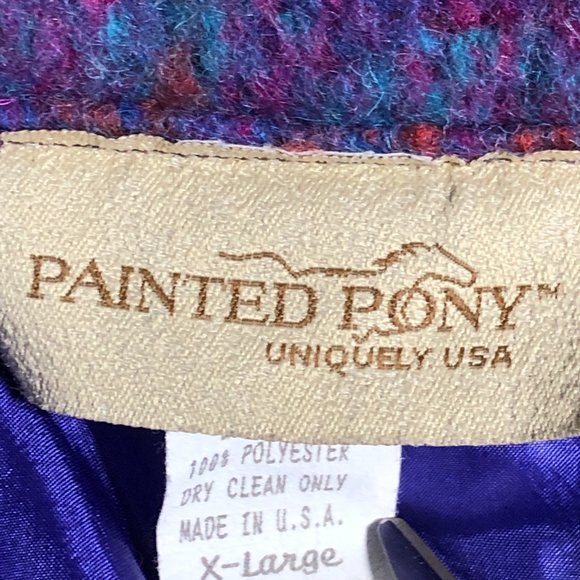 PAINTED PONY™
UNIQUELY USA
100% POLYESTER
DRY CLEAN ONLY
MADE IN U.S.A.
X-Large